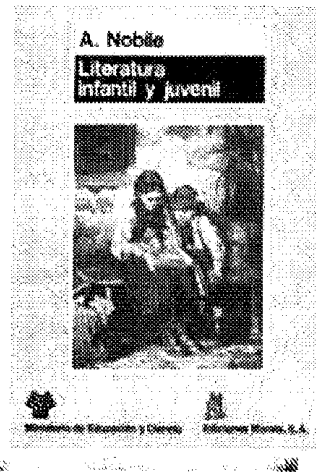 A. Nobile
Literatura
infantil y juvenil
Ministerio de Educación y Ciencia
Ediciones Morata, S. A.